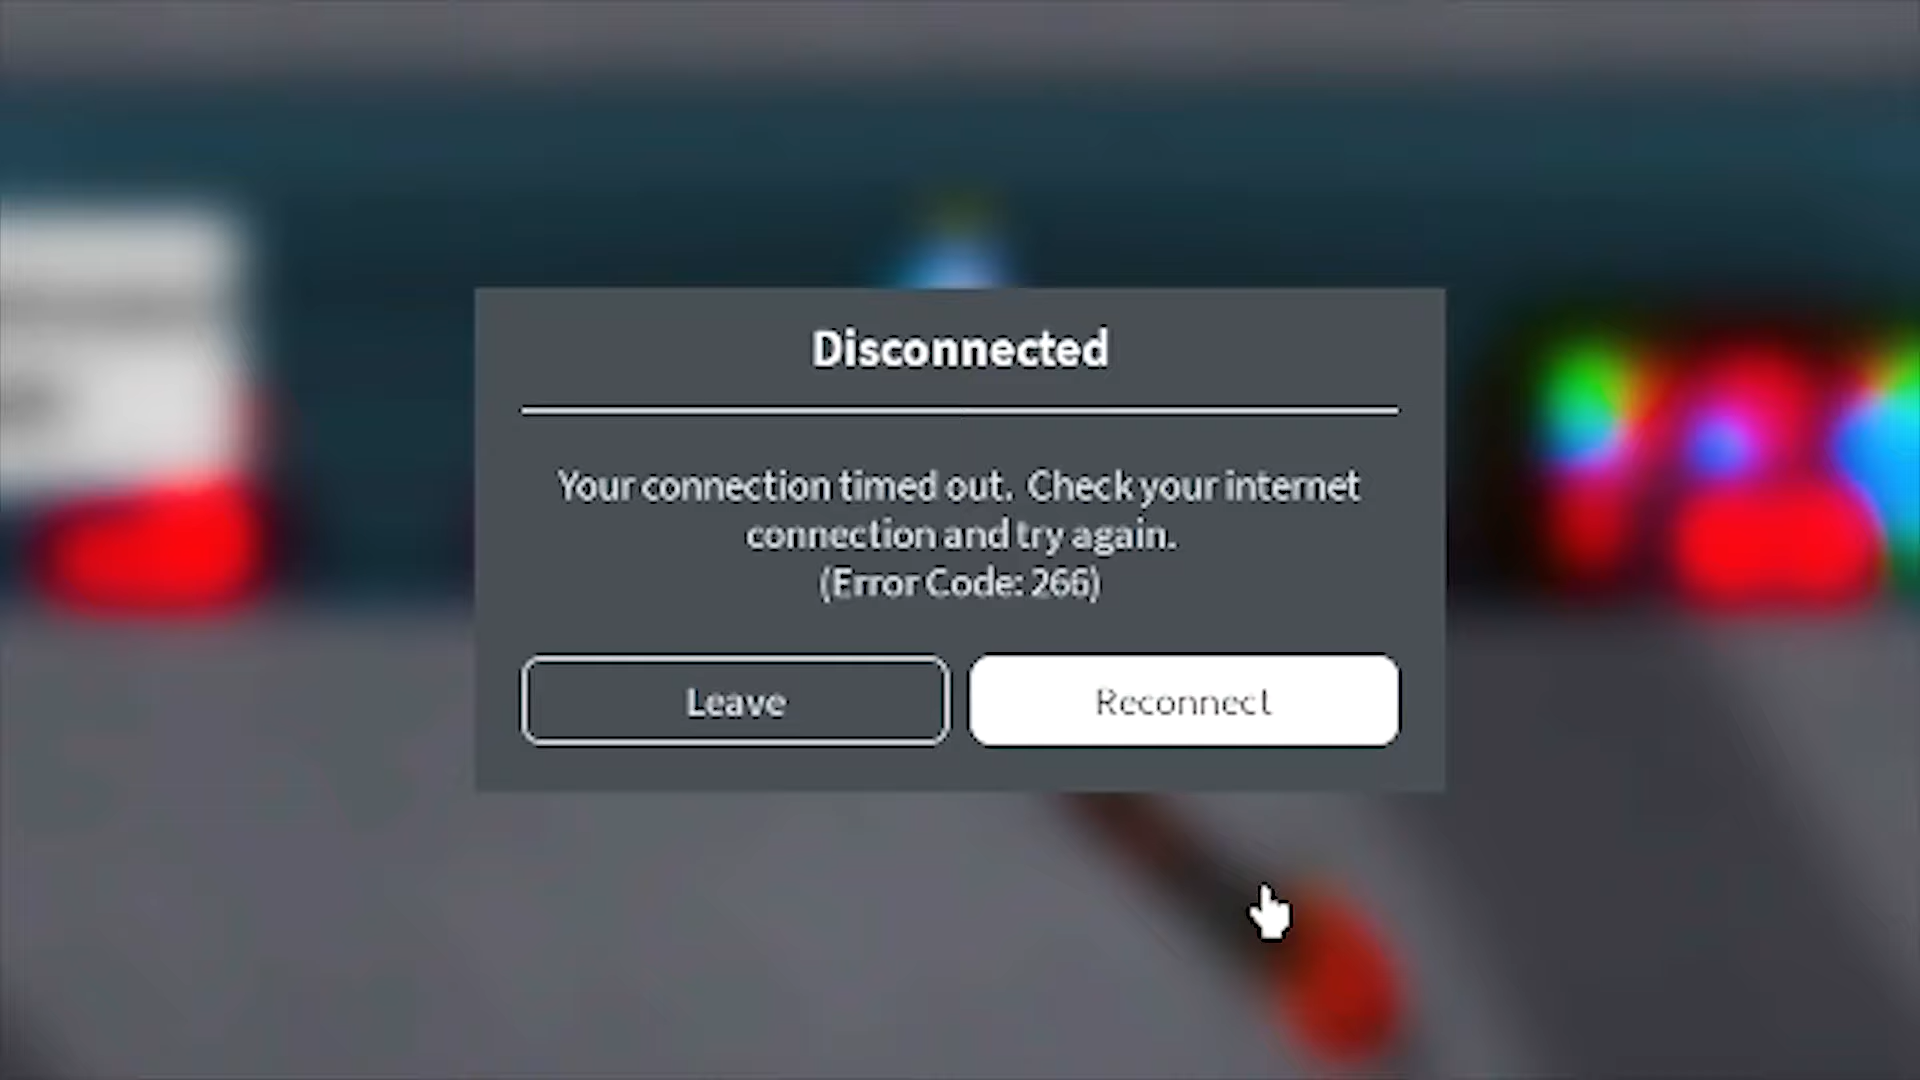 Disconnected
Your connection timed out. Check your internet
connection and try again.
(Error Code: 266)
Leave
Reconnect